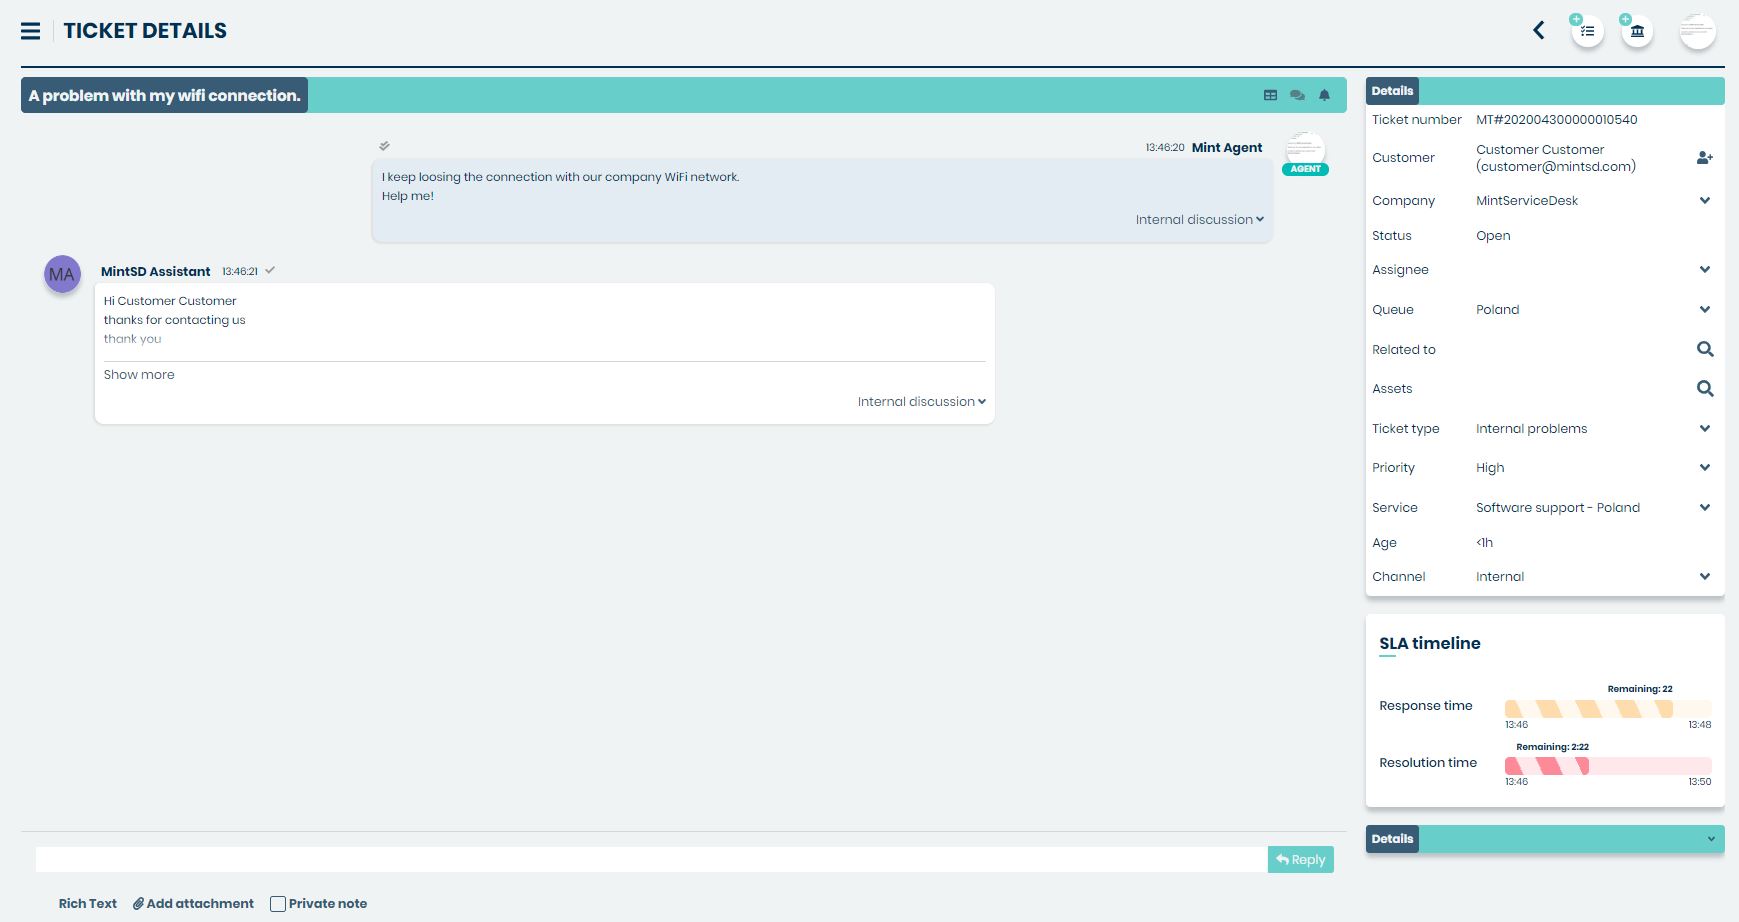 TICKET DETAILS
A problem with my wifi connection.
13:46:20 Mint Agent
AGENT
I keep loosing the connection with our company WiFi network.
Help me!
Internal discussion
MA
MintSD Assistant 13:46:21
Hi Customer Customer
thanks for contacting us
thank you
Show more
Internal discussion
Reply
Rich Text Add attachment Private note
Details
Ticket number MT#202004300000010540
Customer Customer Customer
(customer@mintsd.com)
Company MintServiceDesk
Status Open
Assignee
Queue Poland
Related to
Assets
Ticket type Internal problems
Priority High
Service Software support - Poland
Age <1h
Channel Internal
SLA timeline
Remaining: 22
Response time
13:46 13:48
Remaining: 2:22
Resolution time
13:46 13:50
Details